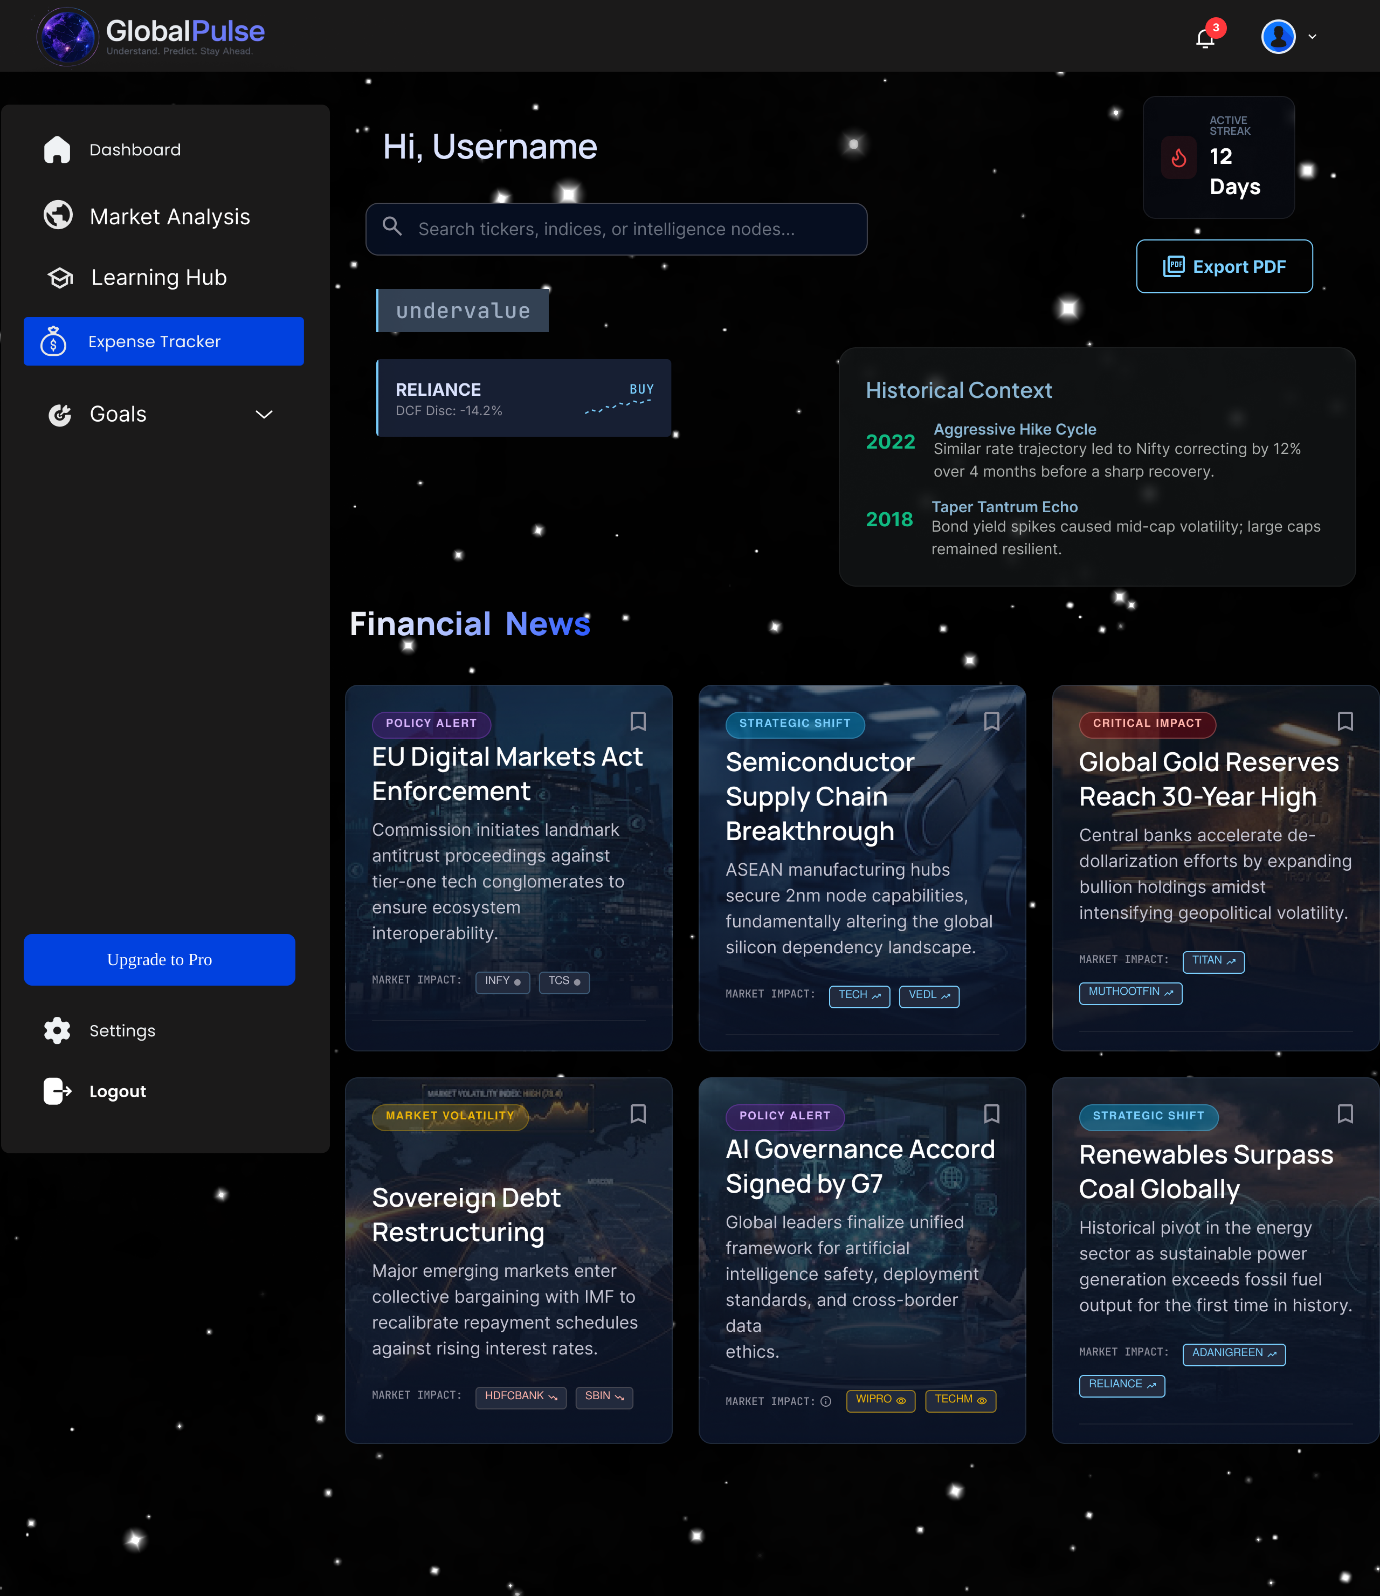 GlobalPulse
Understand. Predict. Stay Ahead.
3
Dashboard
Market Analysis
Learning Hub
Expense Tracker
Goals
Upgrade to Pro
Settings
Logout
Hi, Username
ACTIVE
STREAK
12
Days
Search tickers, indices, or intelligence nodes...
PDF
Export PDF
undervalue
RELIANCE
BUY
DCF Disc: -14.2%
Historical Context
2022
Aggressive Hike Cycle
Similar rate trajectory led to Nifty correcting by 12%
over 4 months before a sharp recovery.
2018
Taper Tantrum Echo
Bond yield spikes caused mid-cap volatility; large caps
remained resilient.
Financial News
POLICY ALERT
EU Digital Markets Act
Enforcement
Commission initiates landmark
antitrust proceedings against
tier-one tech conglomerates to
ensure ecosystem
interoperability.
MARKET IMPACT: INFY TCS
STRATEGIC SHIFT
Semiconductor
Supply Chain
Breakthrough
ASEAN manufacturing hubs
secure 2nm node capabilities,
fundamentally altering the global
silicon dependency landscape.
MARKET IMPACT: TECH VEDL
CRITICAL IMPACT
Global Gold Reserves
Reach 30-Year High
GOLD
Central banks accelerate de-
dollarization efforts by expanding
bullion holdings amidst
intensifying geopolitical volatility.
MARKET IMPACT: TITAN
MUTHOOTFIN
MARKET VOLATILITY INDEX: HIGH
MARKET VOLATILITY
Sovereign Debt
Restructuring
Major emerging markets enter
collective bargaining with IMF to
recalibrate repayment schedules
against rising interest rates.
MARKET IMPACT: HDFCBANK SBIN
POLICY ALERT
AI Governance Accord
Signed by G7
Global leaders finalize unified
framework for artificial
intelligence safety, deployment
standards, and cross-border
data
ethics.
MARKET IMPACT: WIPRO TECHM
STRATEGIC SHIFT
Renewables Surpass
Coal Globally
Historical pivot in the energy
sector as sustainable power
generation exceeds fossil fuel
output for the first time in history.
MARKET IMPACT: ADANIGREEN
RELIANCE